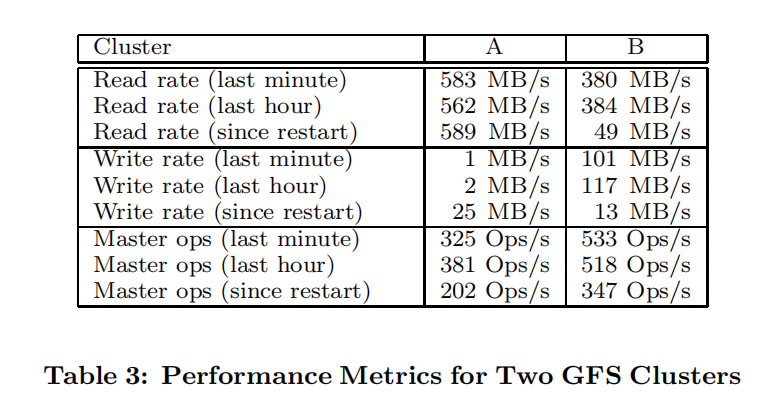 Cluster A B
Read rate (last minute) 583 MB/s 380 MB/s
Read rate (last hour) 562 MB/s 384 MB/s
Read rate (since restart) 589 MB/s 49 MB/s
Write rate (last minute) 1 MB/s 101 MB/s
Write rate (last hour) 2 MB/s 117 MB/s
Write rate (since restart) 25 MB/s 13 MB/s
Master ops (last minute) 325 Ops/s 533 Ops/s
Master ops (last hour) 381 Ops/s 518 Ops/s
Master ops (since restart) 202 Ops/s 347 Ops/s
Table 3: Performance Metrics for Two GFS Clusters